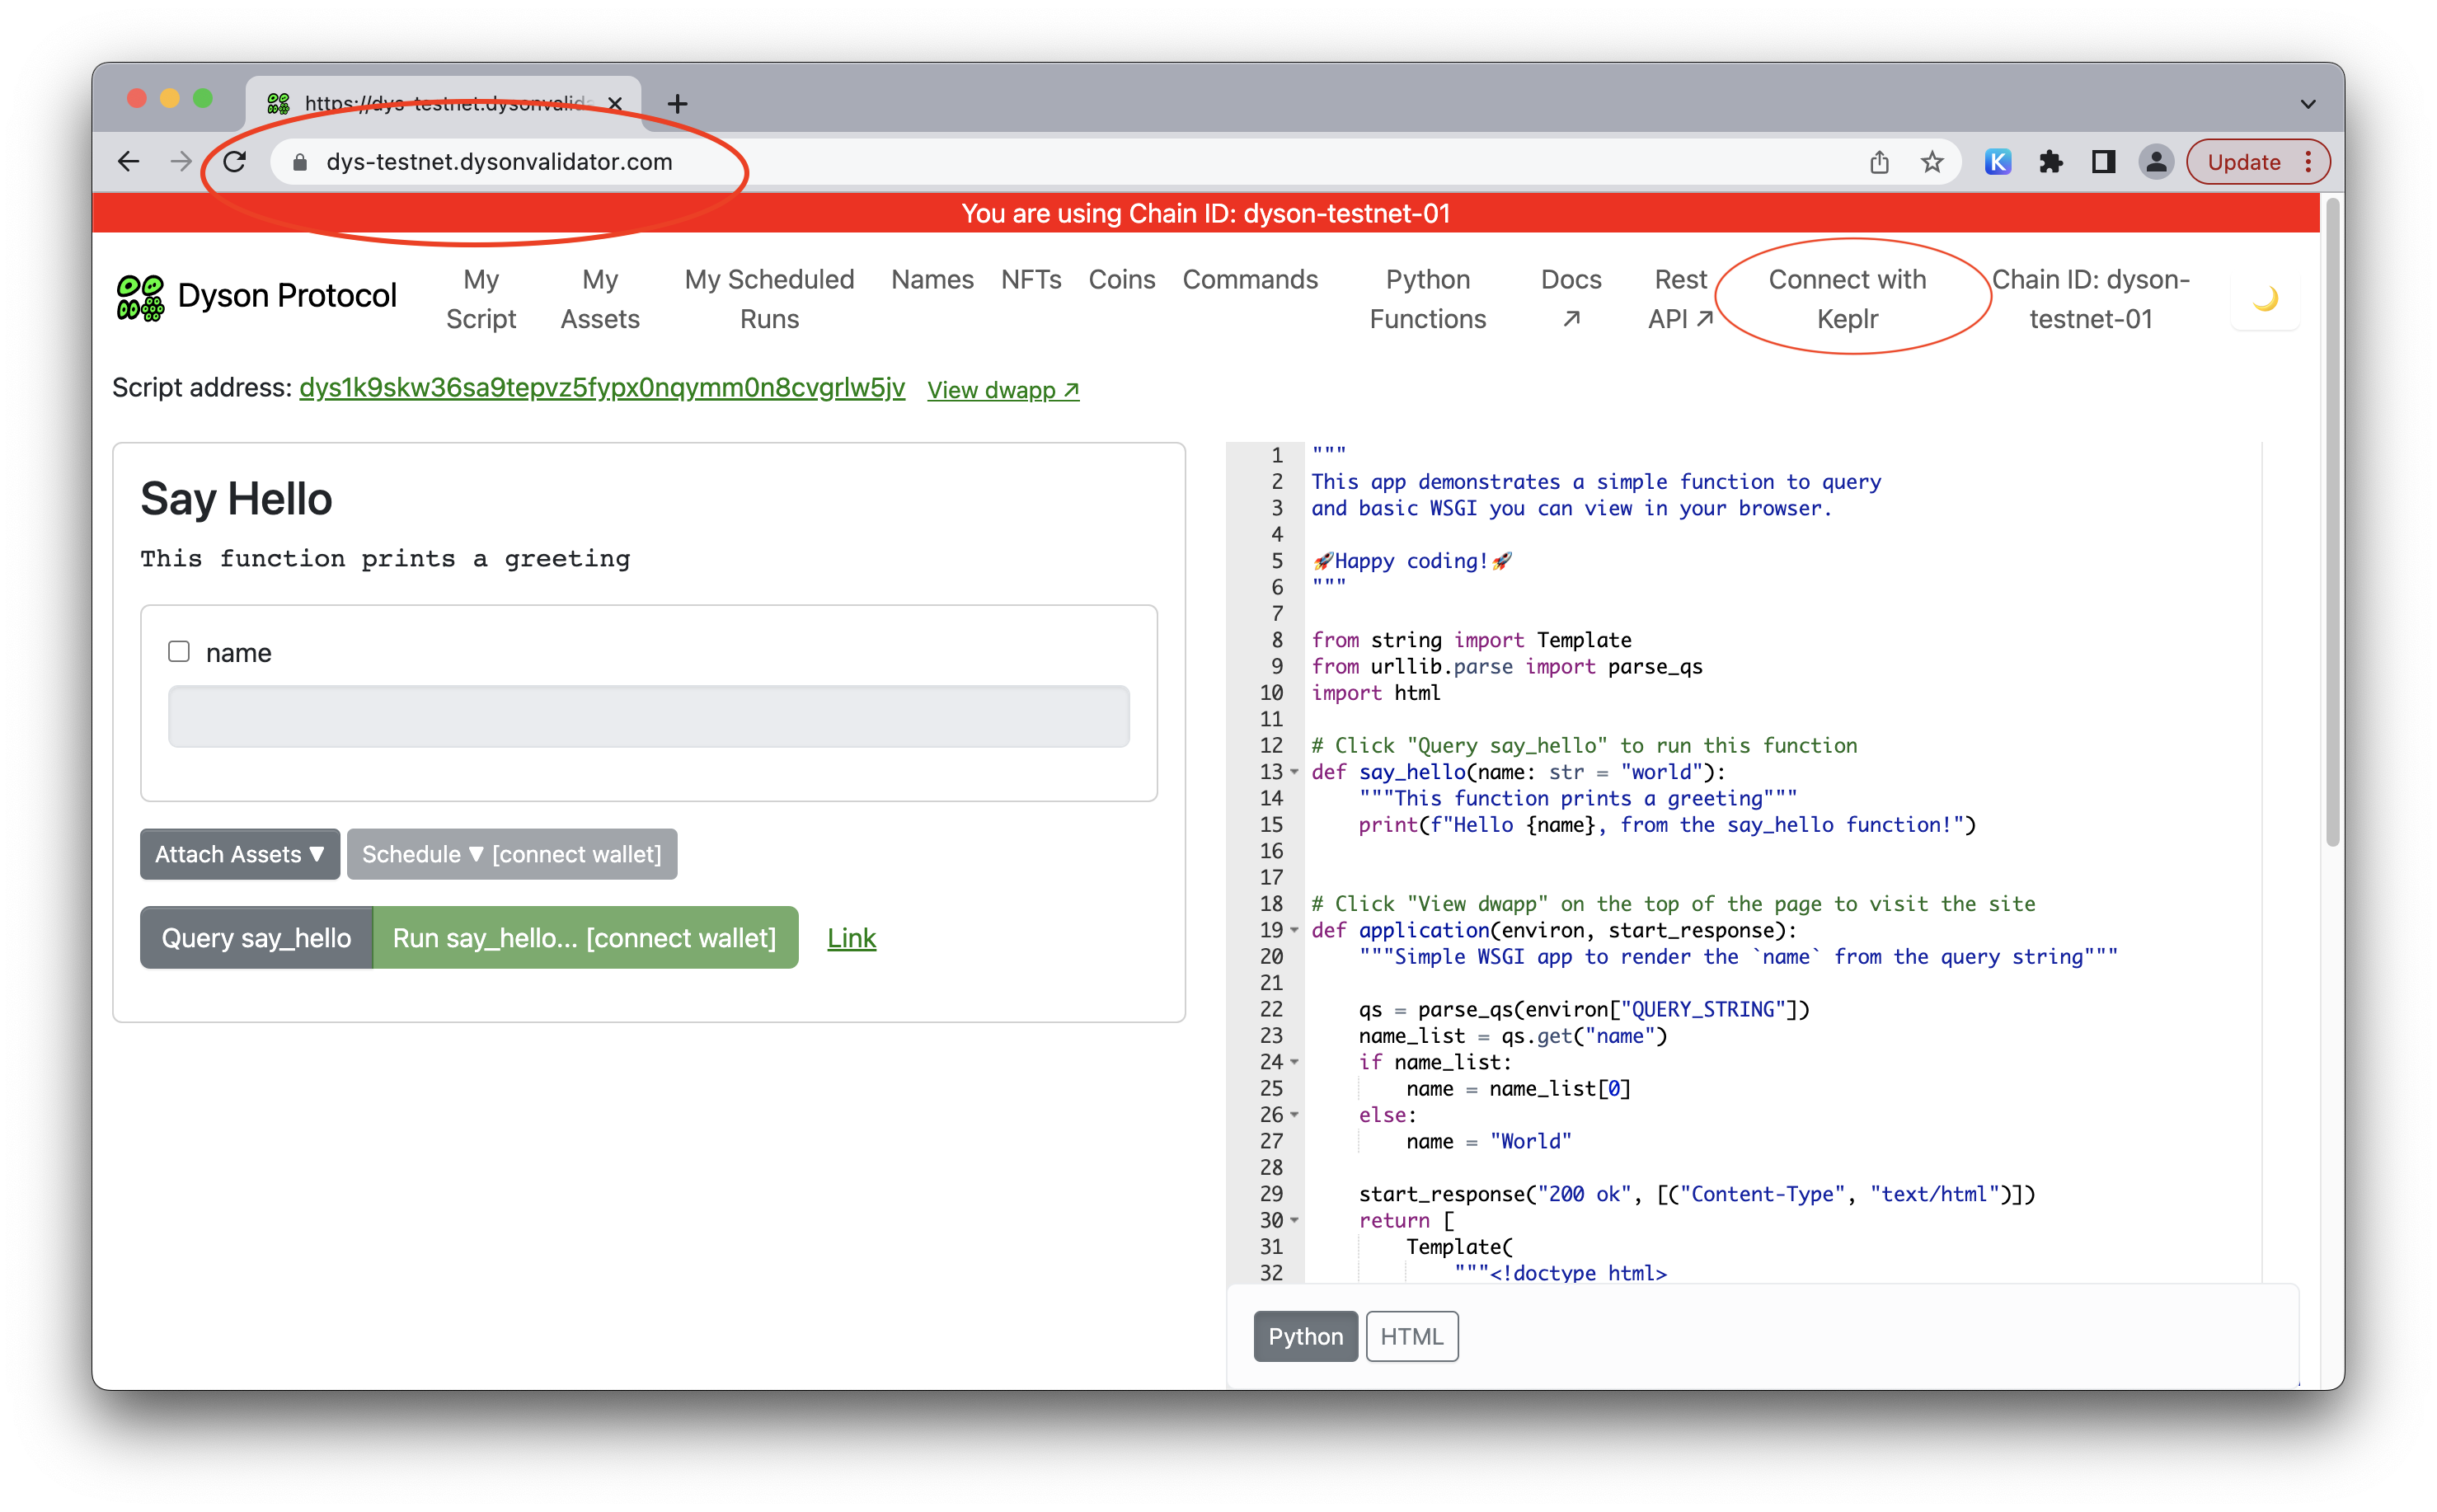 https://dys-testnet.dysonvalida
dys-testnet.dysonvalidator.com
K
Update
You are using Chain ID: dyson-testnet-01
Dyson Protocol
My Script
My Assets
My Scheduled Runs
Names
NFTs
Coins
Commands
Python Functions
Docs ↗
Rest API ↗
Connect with Keplr
Chain ID: dyson-testnet-01
Script address: dys1k9skw36sa9tepvz5fypx0nqymm0n8cvgrlw5jv View dwapp ↗
Say Hello
This function prints a greeting
name
Attach Assets ▼ Schedule ▼ [connect wallet]
Query say_hello Run say_hello... [connect wallet] Link
1 """
2 This app demonstrates a simple function to query
3 and basic WSGI you can view in your browser.
4
5 🚀Happy coding!🚀
6 """
7
8 from string import Template
9 from urllib.parse import parse_qs
10 import html
11
12 # Click "Query say_hello" to run this function
13 def say_hello(name: str = "world"):
14     """This function prints a greeting"""
15     print(f"Hello {name}, from the say_hello function!")
16
17
18 # Click "View dwapp" on the top of the page to visit the site
19 def application(environ, start_response):
20     """Simple WSGI app to render the `name` from the query string"""
21
22     qs = parse_qs(environ["QUERY_STRING"])
23     name_list = qs.get("name")
24     if name_list:
25         name = name_list[0]
26     else:
27         name = "World"
28
29     start_response("200 ok", [("Content-Type", "text/html")])
30     return [
31         Template(
32             """<!doctype html>
Python HTML